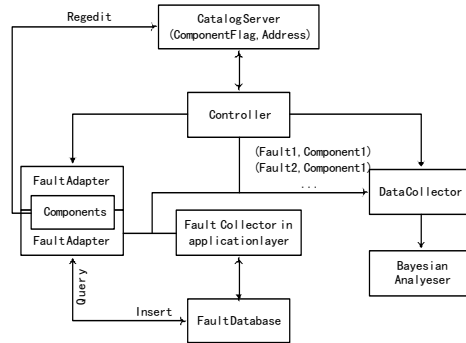 Regedit
CatalogServer
(ComponentFlag, Address)
Controller
(Fault1, Component1)
(Fault2, Component1)
...
FaultAdapter
Components
FaultAdapter
Fault Collector in
applicationlayer
DataCollector
Bayesian
Analyeser
Query
Insert
FaultDatabase